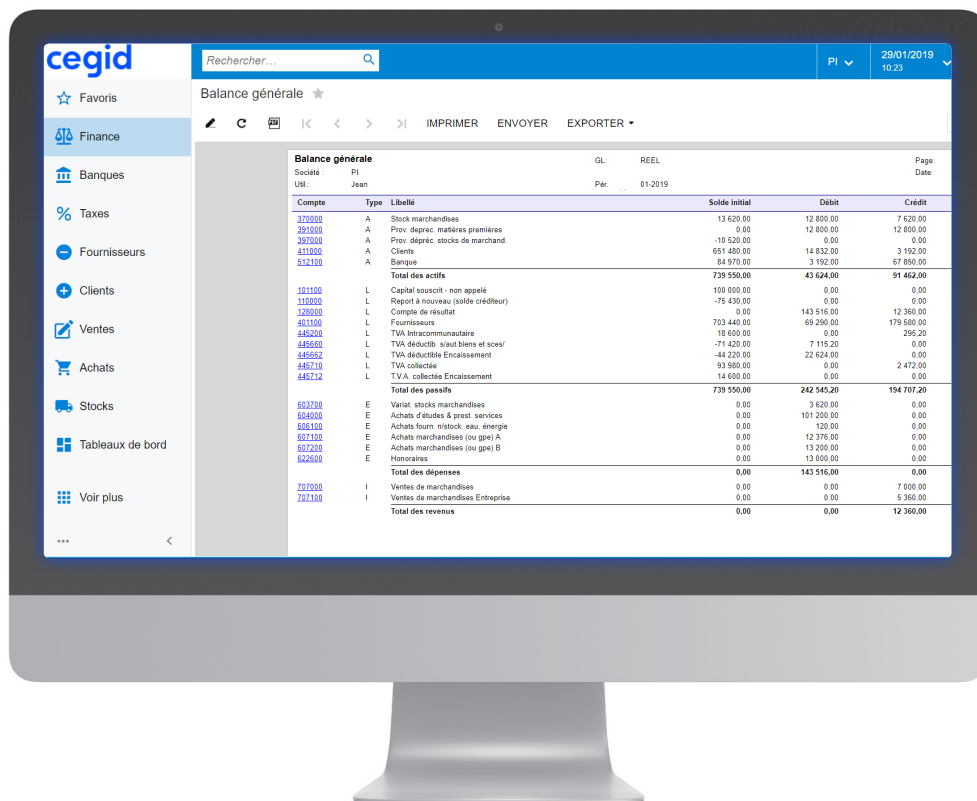 cegid
Rechercher...
PI
29/01/2019
10:23
Favoris
Finance
Banques
Taxes
Fournisseurs
Clients
Ventes
Achats
Stocks
Tableaux de bord
Voir plus
Balance générale
IMPRIMER ENVOYER EXPORTER
Balance générale GL: REEL Page:
Société : PI Date:
Util.: Jean Pér. 01-2019
Compte Type Libellé Solde initial Débit Crédit
370000 A Stock marchandises 13 620,00 12 800,00 7 620,00
391000 A Prov. deprec. matières premières 0,00 12 800,00 12 800,00
397000 A Prov. dépréc. stocks de marchand. -10 520,00 0,00 0,00
411000 A Clients 651 480,00 14 832,00 3 192,00
512100 A Banque 84 970,00 3 192,00 67 850,00
Total des actifs 739 550,00 43 624,00 91 462,00
101100 L Capital souscrit - non appelé 100 000,00 0,00 0,00
110000 L Report à nouveau (solde créditeur) -75 430,00 0,00 0,00
128000 L Compte de résultat 0,00 143 516,00 12 360,00
401100 L Fournisseurs 703 440,00 69 290,00 179 580,00
445200 L TVA Intracommunautaire 18 600,00 0,00 295,20
445660 L TVA déductib s/aut biens et sces/ -71 420,00 7 115,20 0,00
445662 L TVA déductible Encaissement -44 220,00 22 624,00 0,00
445710 L TVA collectée 93 980,00 0,00 2 472,00
445712 L T.V.A. collectée Encaissement 14 600,00 0,00 0,00
Total des passifs 739 550,00 242 545,20 194 707,20
603700 E Variat. stocks marchandises 0,00 3 620,00 0,00
604000 E Achats d'études & prest. services 0,00 101 200,00 0,00
606100 E Achats fourn. n/stock. eau, énergie 0,00 120,00 0,00
607100 E Achats marchandises (ou gpe) A 0,00 12 376,00 0,00
607200 E Achats marchandises (ou gpe) B 0,00 13 200,00 0,00
622600 E Honoraires 0,00 13 000,00 0,00
Total des dépenses 0,00 143 516,00 0,00
707000 I Ventes de marchandises 0,00 0,00 7 000,00
707100 I Ventes de marchandises Entreprise 0,00 0,00 5 360,00
Total des revenus 0,00 0,00 12 360,00